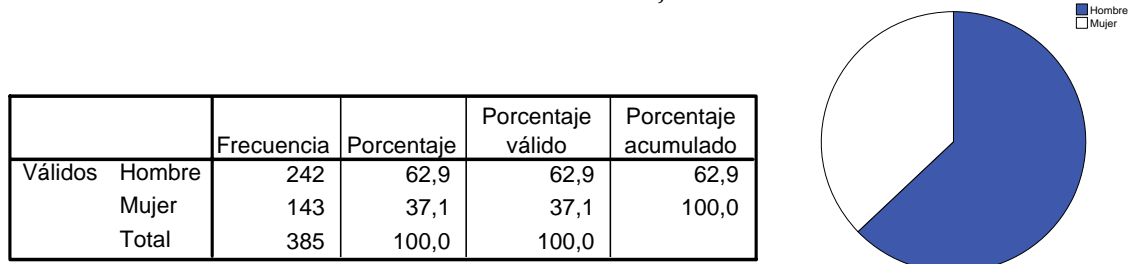 Hombre
Mujer
Frecuencia Porcentaje Porcentaje válido Porcentaje acumulado
Válidos Hombre 242 62,9 62,9 62,9
Mujer 143 37,1 37,1 100,0
Total 385 100,0 100,0